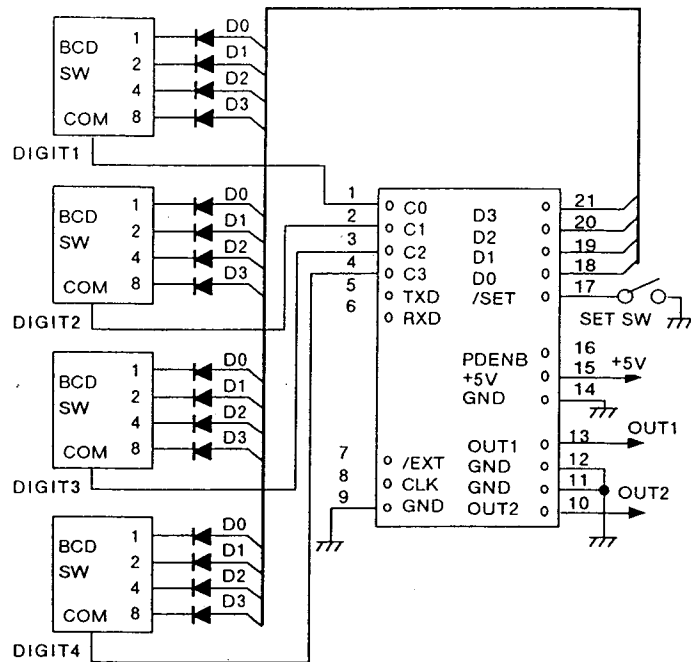 BCD
SW
COM
1
2
4
8
D0
D1
D2
D3
DIGIT1
BCD
SW
COM
1
2
4
8
D0
D1
D2
D3
DIGIT2
BCD
SW
COM
1
2
4
8
D0
D1
D2
D3
DIGIT3
BCD
SW
COM
1
2
4
8
D0
D1
D2
D3
DIGIT4
1 C0
2 C1
3 C2
4 C3
5 TXD
6 RXD
7 /EXT
8 CLK
9 GND
D3 21
D2 20
D1 19
D0 18
/SET 17
SET SW
PDENB 16
+5V 15 +5V
GND 14
OUT1 13 OUT1
GND 12
GND 11
OUT2 10 OUT2